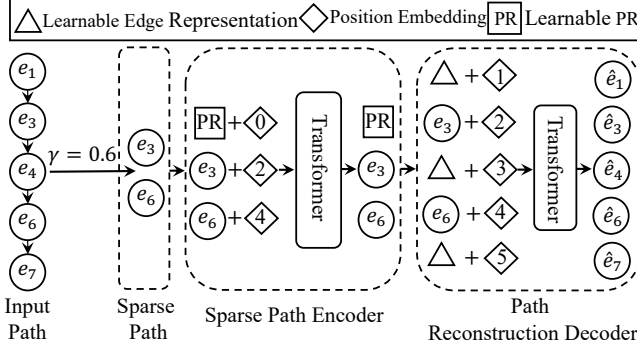 Learnable Edge Representation Position Embedding PR Learnable PR
e1
e3
e4
e6
e7
γ = 0.6
e3
e6
PR + 0
e3 + 2
e6 + 4
Transformer
PR
e3
e6
+ 1
e3 + 2
+ 3
e6 + 4
+ 5
Transformer
ê1
ê3
ê4
ê6
ê7
Input
Path
Sparse
Path
Sparse Path Encoder
Path
Reconstruction Decoder